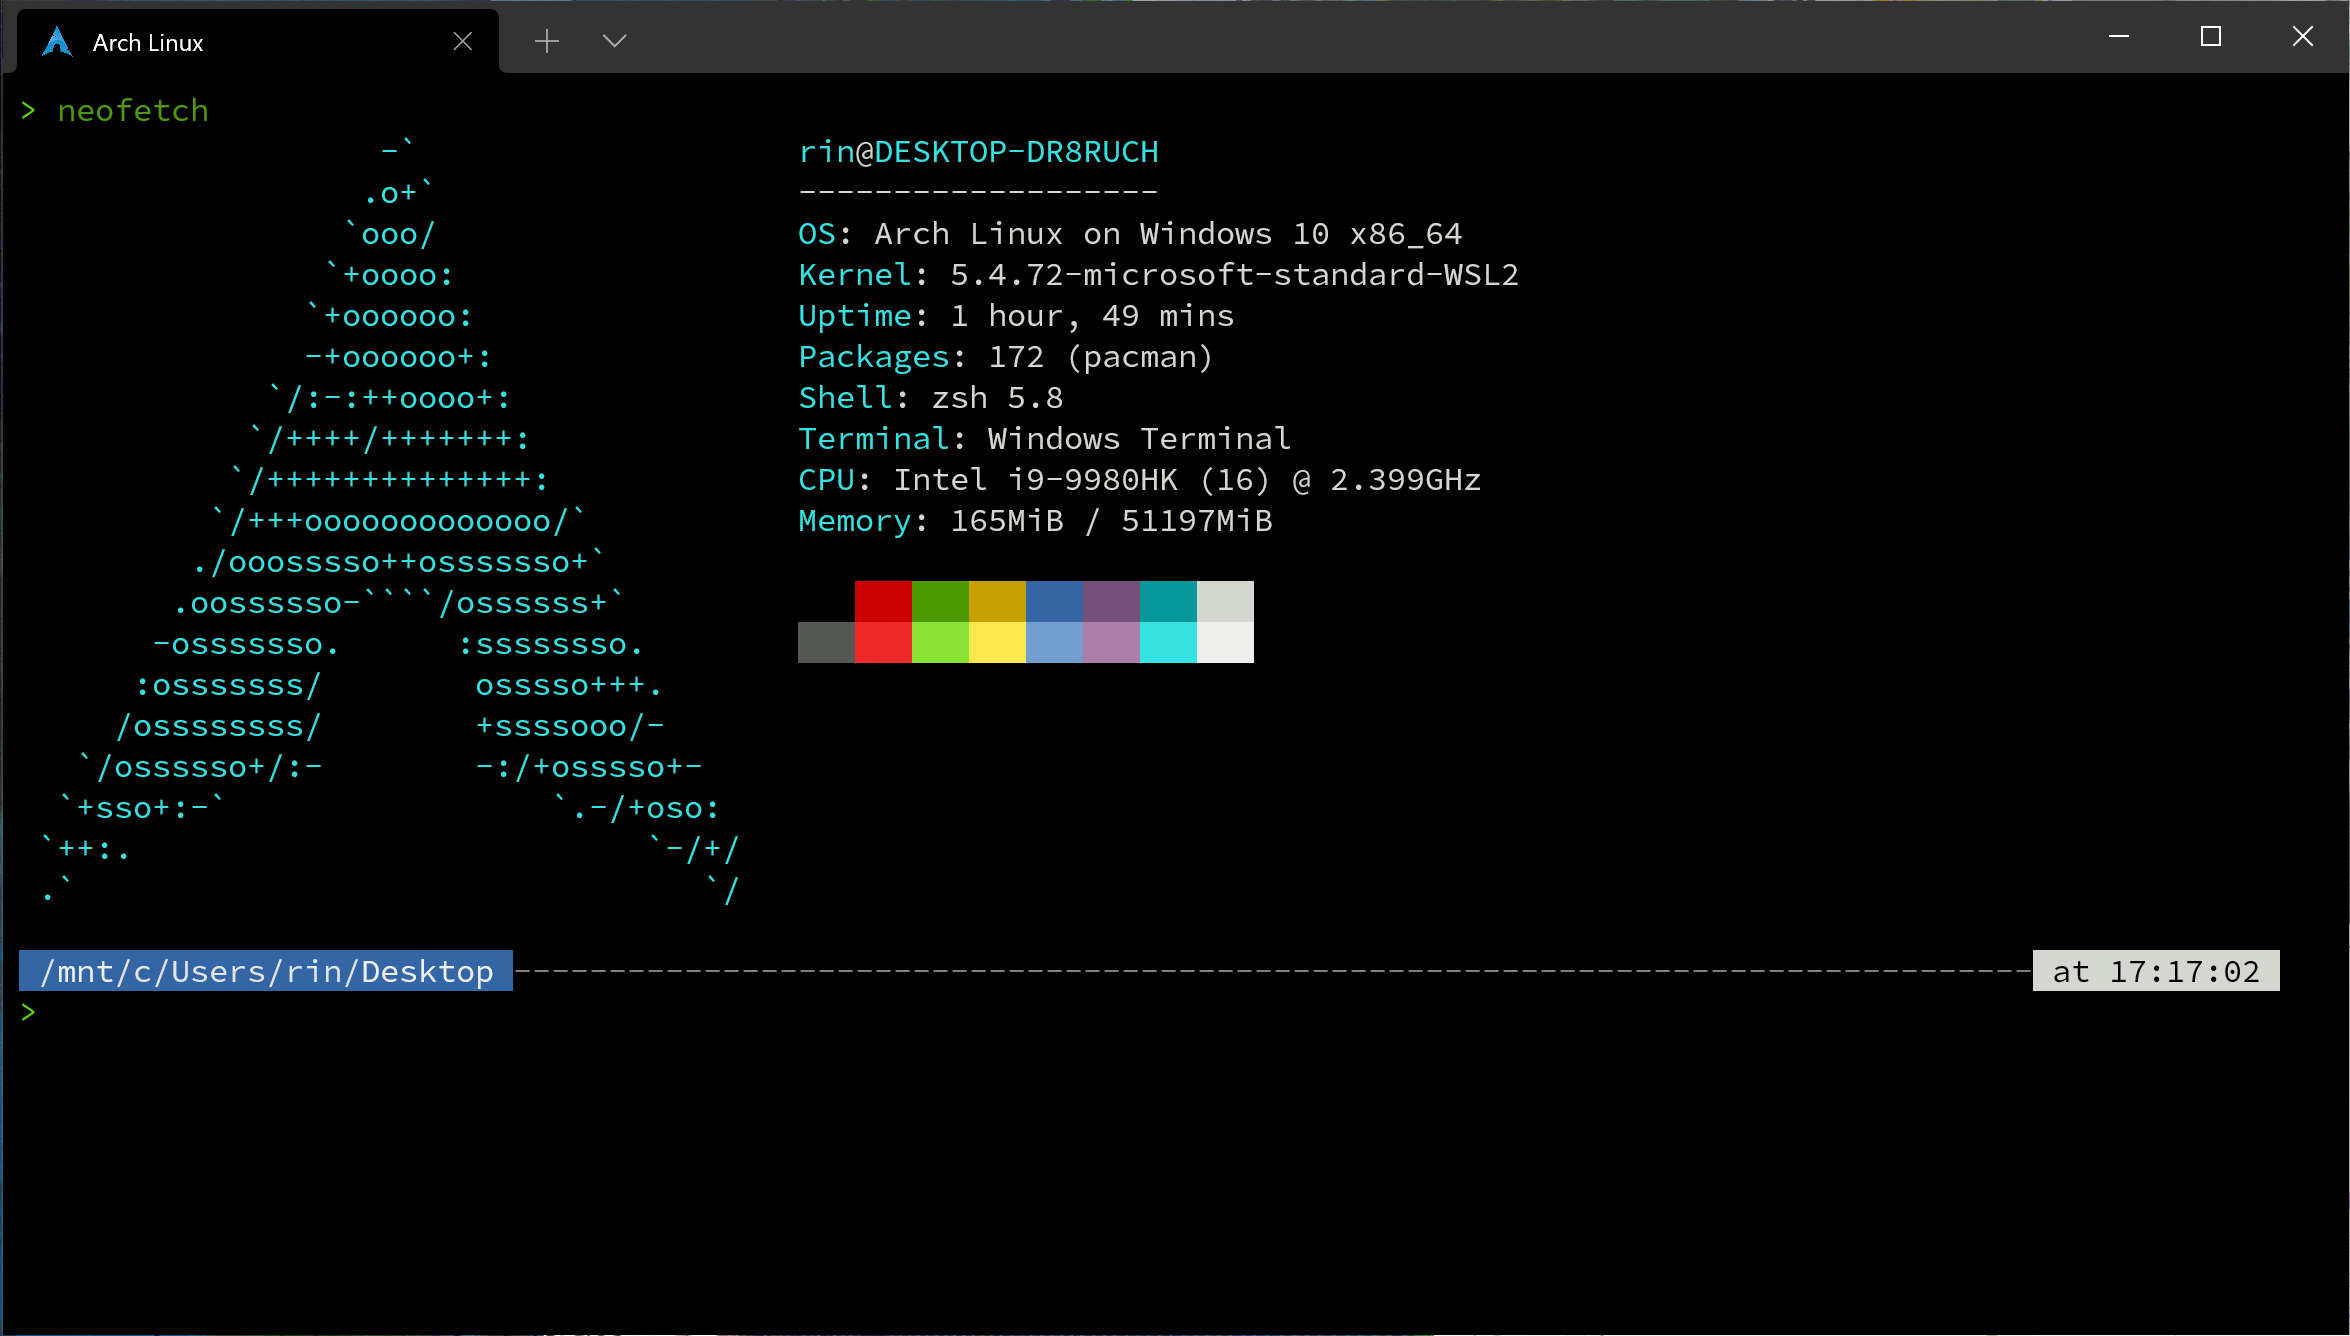 Arch Linux
> neofetch
                   -`                    rin@DESKTOP-DR8RUCH
                  .o+`                   -------------------
                 `ooo/                   OS: Arch Linux on Windows 10 x86_64
                `+oooo:                  Kernel: 5.4.72-microsoft-standard-WSL2
               `+oooooo:                 Uptime: 1 hour, 49 mins
               -+oooooo+:                Packages: 172 (pacman)
             `/:-:++oooo+:               Shell: zsh 5.8
            `/++++/+++++++:              Terminal: Windows Terminal
           `/++++++++++++++:             CPU: Intel i9-9980HK (16) @ 2.399GHz
          `/+++ooooooooooooo/`           Memory: 165MiB / 51197MiB
         ./ooosssso++osssssso+`
        .oossssso-````/ossssss+`
       -osssssso.      :ssssssso.
      :osssssss/        osssso+++.
     /ossssssss/        +ssssooo/-
   `/ossssso+/:-        -:/+osssso+-
  `+sso+:-`                 `.-/+oso:
 `++:.                           `-/+/
 .`                                 `/
/mnt/c/Users/rin/Desktop -------------------------------------------------------------------------------- at 17:17:02
>